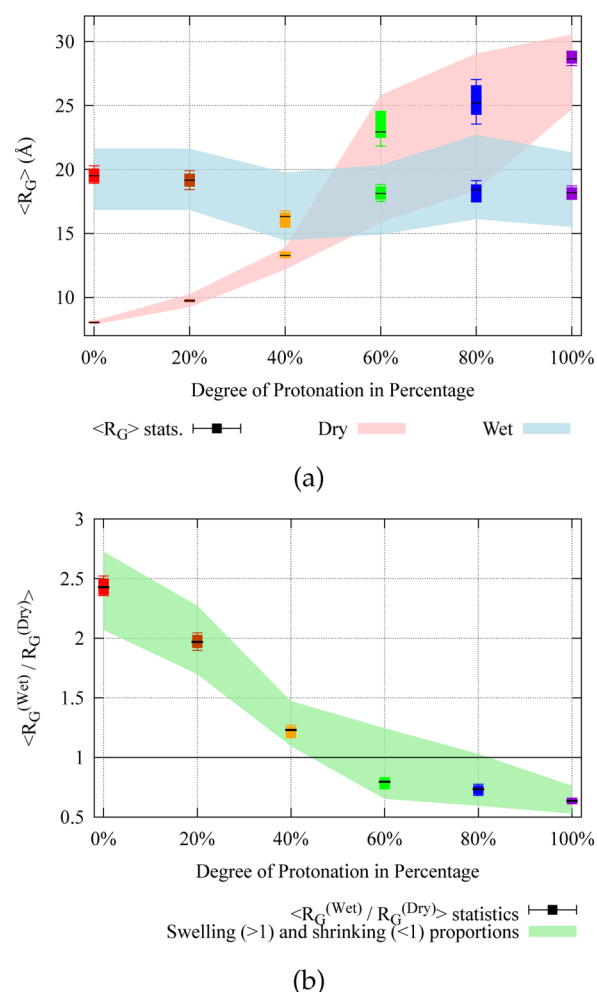 30
25
20
15
10
<R_G> (Å)
0% 20% 40% 60% 80% 100%
Degree of Protonation in Percentage
<R_G> stats. Dry Wet
(a)
3
2.5
2
1.5
1
0.5
<R_G^(Wet) / R_G^(Dry)>
0% 20% 40% 60% 80% 100%
Degree of Protonation in Percentage
<R_G^(Wet) / R_G^(Dry)> statistics
Swelling (>1) and shrinking (<1) proportions
(b)